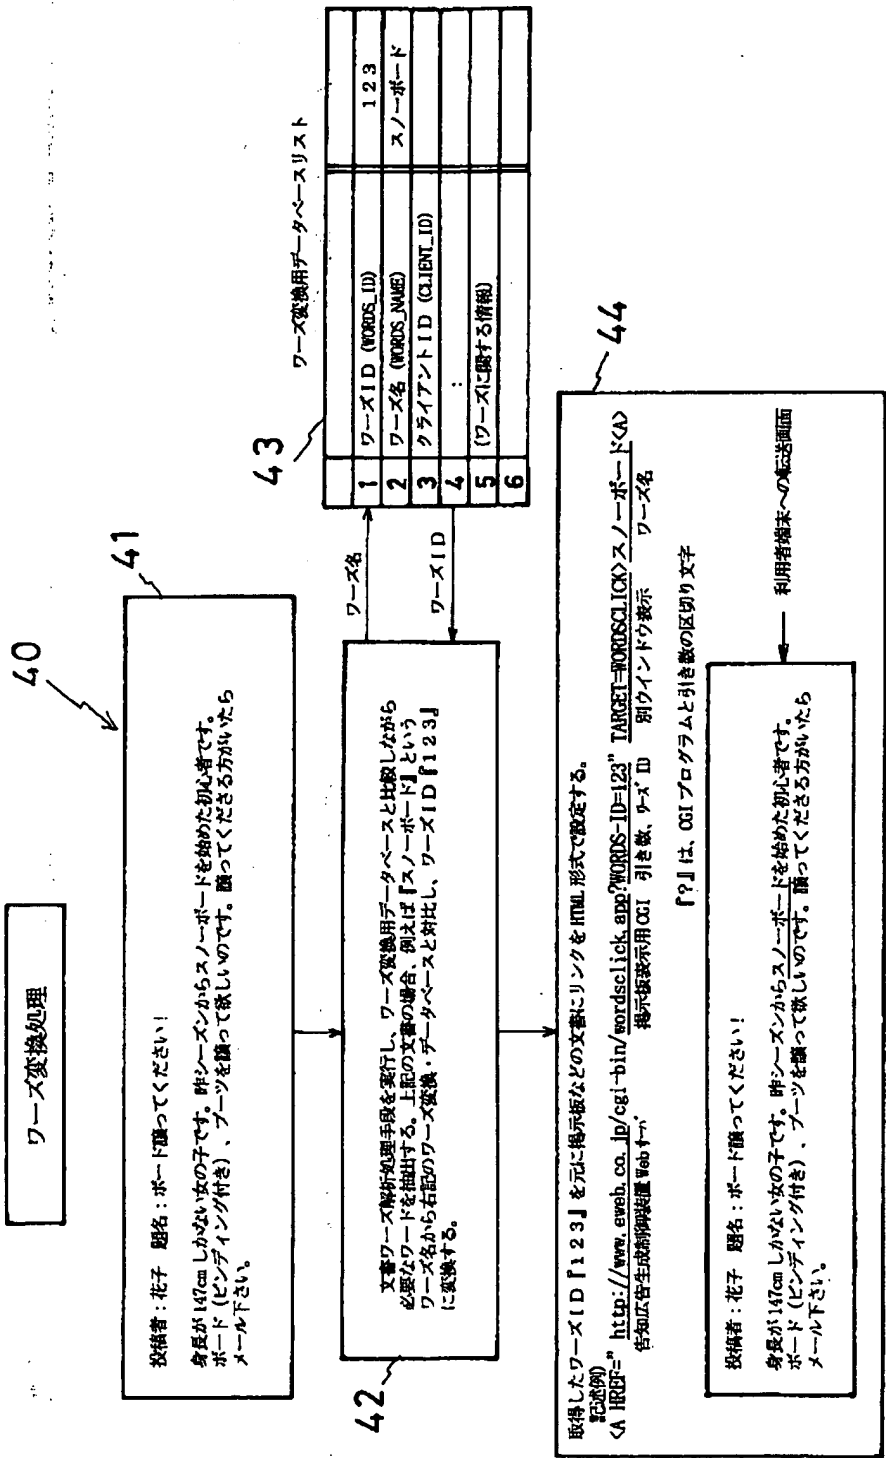 ワーズ変換処理
40
41
投稿者：花子　題名：ボード譲ってください！
身長が147cmしかない女の子です。昨シーズンからスノーボードを始めた初心者です。
ボード（ビンディング付き）、ブーツを譲って欲しいのです。譲ってくださる方がいたら
メール下さい。
42
文書ワーズ解析処理手段を実行し、ワーズ変換用データベースと比較しながら
必要なワードを抽出する。上記の文書の場合、例えば『スノーボード』という
ワーズ名から右記のワーズ変換・データベースと対比し、ワーズID『１２３』
に変換する。
ワーズ名
ワーズID
43
ワーズ変換用データベースリスト
1 ワーズID (WORDS_ID) １２３
2 ワーズ名 (WORDS_NAME) スノーボード
3 クライアントID (CLIENT_ID)
4 :
5 (ワーズに関する情報)
6
44
取得したワーズID『１２３』を元に掲示板などの文書にリンクをHTML形式で設定する。
記述例)
<A HREF=" http://www.eweb.co.jp/cgi-bin/wordsclick.app?WORDS-ID=123" TARGET=WORDSCLICK>スノーボード<A>
告知広告生成制御装置Webサーバ 掲示板表示用CGI 引き数、ワーズID 別ウインドウ表示 ワーズ名
『?』は、CGIプログラムと引き数の区切り文字
投稿者：花子　題名：ボード譲ってください！
身長が147cmしかない女の子です。昨シーズンからスノーボードを始めた初心者です。
ボード（ビンディング付き）、ブーツを譲って欲しいのです。譲ってくださる方がいたら
メール下さい。
利用者端末への転送画面